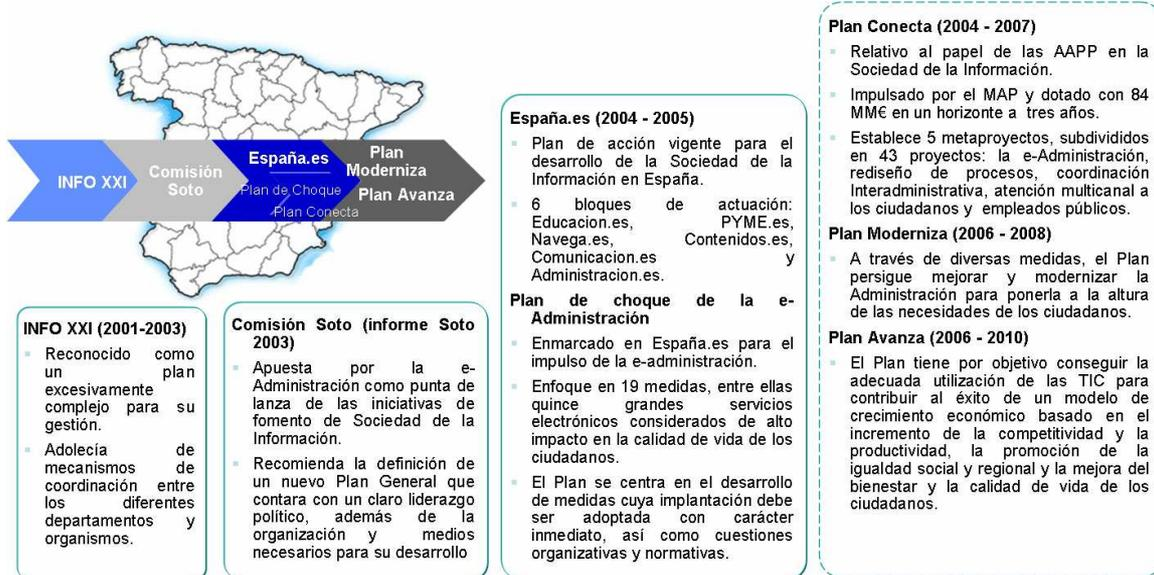 INFO XXI
Comisión
Soto
España.es
Plan de Choque
Plan Conecta
Plan
Moderniza
Plan Avanza
INFO XXI (2001-2003)
Reconocido como
un plan
excesivamente
complejo para su
gestión.
Adolecía de
mecanismos de
coordinación entre
los diferentes
departamentos y
organismos.
Comisión Soto (informe Soto
2003)
Apuesta por la e-
Administración como punta de
lanza de las iniciativas de
fomento de Sociedad de la
Información.
Recomienda la definición de
un nuevo Plan General que
contara con un claro liderazgo
político, además de la
organización y medios
necesarios para su desarrollo
España.es (2004 - 2005)
Plan de acción vigente para el
desarrollo de la Sociedad de la
Información en España.
6 bloques de actuación:
Educacion.es, PYME.es,
Navega.es, Contenidos.es,
Comunicacion.es y
Administracion.es.
Plan de choque de la e-
Administración
Enmarcado en España.es para el
impulso de la e-administración.
Enfoque en 19 medidas, entre ellas
quince grandes servicios
electrónicos considerados de alto
impacto en la calidad de vida de los
ciudadanos.
El Plan se centra en el desarrollo
de medidas cuya implantación debe
ser adoptada con carácter
inmediato, así como cuestiones
organizativas y normativas.
Plan Conecta (2004 - 2007)
Relativo al papel de las AAPP en la
Sociedad de la Información.
Impulsado por el MAP y dotado con 84
MM€ en un horizonte a tres años.
Establece 5 metaproyectos, subdivididos
en 43 proyectos: la e-Administración,
rediseño de procesos, coordinación
Interadministrativa, atención multicanal a
los ciudadanos y empleados públicos.
Plan Moderniza (2006 - 2008)
A través de diversas medidas, el Plan
persigue mejorar y modernizar la
Administración para ponerla a la altura
de las necesidades de los ciudadanos.
Plan Avanza (2006 - 2010)
El Plan tiene por objetivo conseguir la
adecuada utilización de las TIC para
contribuir al éxito de un modelo de
crecimiento económico basado en el
incremento de la competitividad y la
productividad, la promoción de la
igualdad social y regional y la mejora del
bienestar y la calidad de vida de los
ciudadanos.